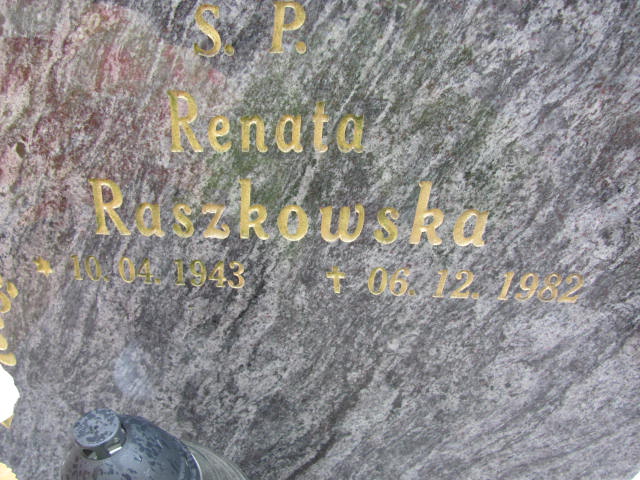 S. P.
Renata
Raszkowska
* 10. 04. 1943 ✝ 06. 12. 1982